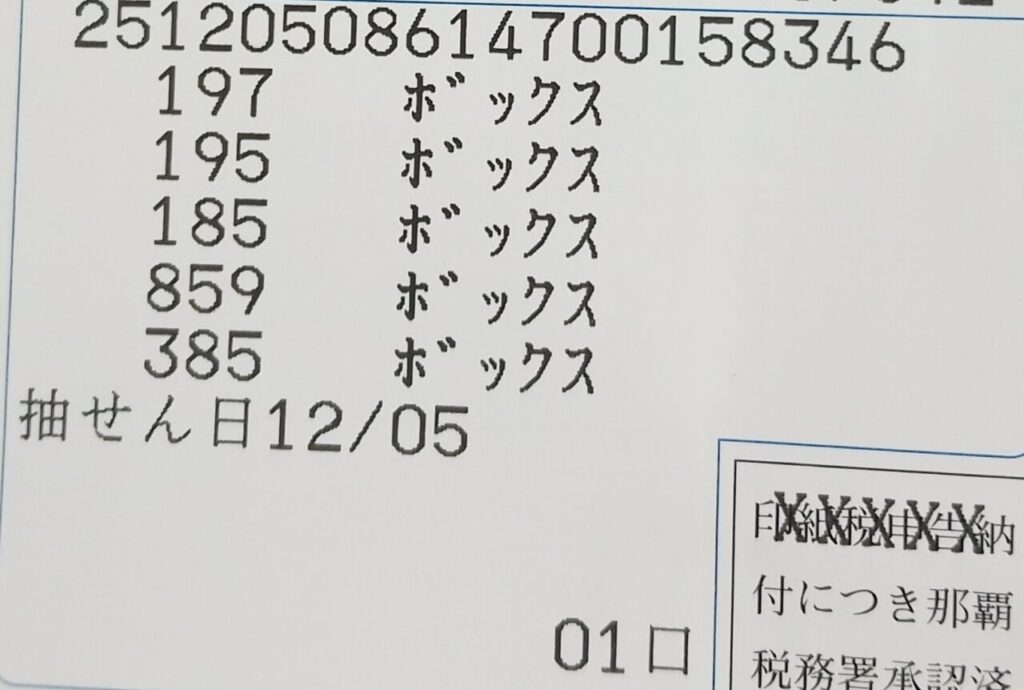 25120508614700158346
197 ボックス
195 ボックス
185 ボックス
859 ボックス
385 ボックス
抽せん日12/05
01口
印紙税申告納
付につき那覇
税務署承認済